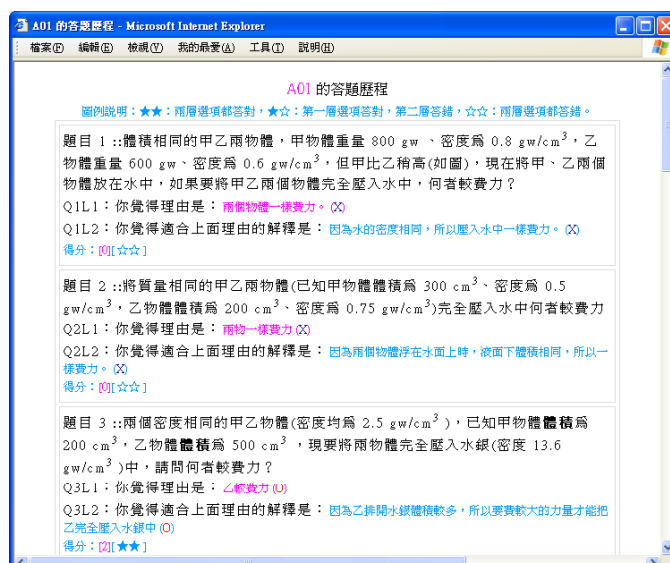 A01 的答題歷程 - Microsoft Internet Explorer
檔案(F) 編輯(E) 檢視(V) 我的最愛(A) 工具(T) 說明(H)
A01 的答題歷程
圖例說明：★★：兩層選項都答對，★☆：第一層選項答對，第二層答錯，☆☆：兩層選項都答錯。
題目 1 ::體積相同的甲乙兩物體，甲物體重量 800 gw 、密度為 0.8 gw/cm³，乙
物體重量 600 gw、密度為 0.6 gw/cm³，但甲比乙稍高(如圖)，現在將甲、乙兩個
物體放在水中，如果要將甲乙兩個物體完全壓入水中，何者較費力？
Q1L1：你覺得理由是： 兩個物體一樣費力。 (X)
Q1L2：你覺得適合上面理由的解釋是： 因為水的密度相同，所以壓入水中一樣費力。 (X)
得分：[0][☆☆]
題目 2 ::將質量相同的甲乙兩物體(已知甲物體體積為 300 cm³、密度為 0.5
gw/cm³，乙物體體積為 200 cm³、密度為 0.75 gw/cm³)完全壓入水中何者較費力
Q2L1：你覺得理由是： 兩物一樣費力 (X)
Q2L2：你覺得適合上面理由的解釋是： 因為兩個物體浮在水面上時，液面下體積相同，所以一
樣費力。 (X)
得分：[0][☆☆]
題目 3 ::兩個密度相同的甲乙物體(密度均為 2.5 gw/cm³ )，已知甲物體體積為
200 cm³，乙物體體積為 500 cm³ ，現要將兩物體完全壓入水銀(密度 13.6
gw/cm³ )中，請問何者較費力？
Q3L1：你覺得理由是： 乙較費力 (O)
Q3L2：你覺得適合上面理由的解釋是： 因為乙排開水銀體積較多，所以要費較大的力量才能把
乙完全壓入水銀中 (O)
得分：[2][★★]